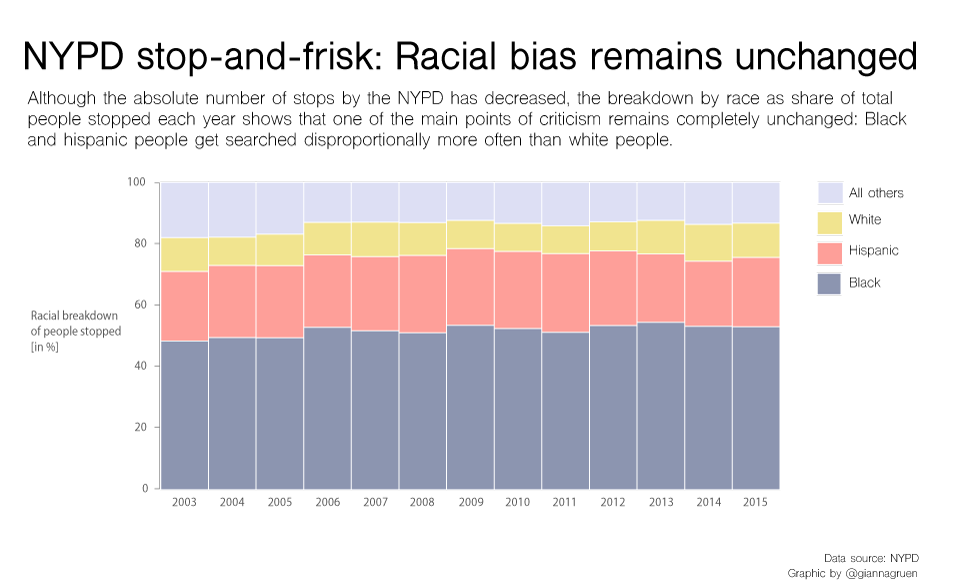 NYPD stop-and-frisk: Racial bias remains unchanged
Although the absolute number of stops by the NYPD has decreased, the breakdown by race as share of total
people stopped each year shows that one of the main points of criticism remains completely unchanged: Black
and hispanic people get searched disproportionally more often than white people.
100
80
60
40
20
0
Racial breakdown
of people stopped
[in %]
2003 2004 2005 2006 2007 2008 2009 2010 2011 2012 2013 2014 2015
All others
White
Hispanic
Black
Data source: NYPD
Graphic by @giannagruen